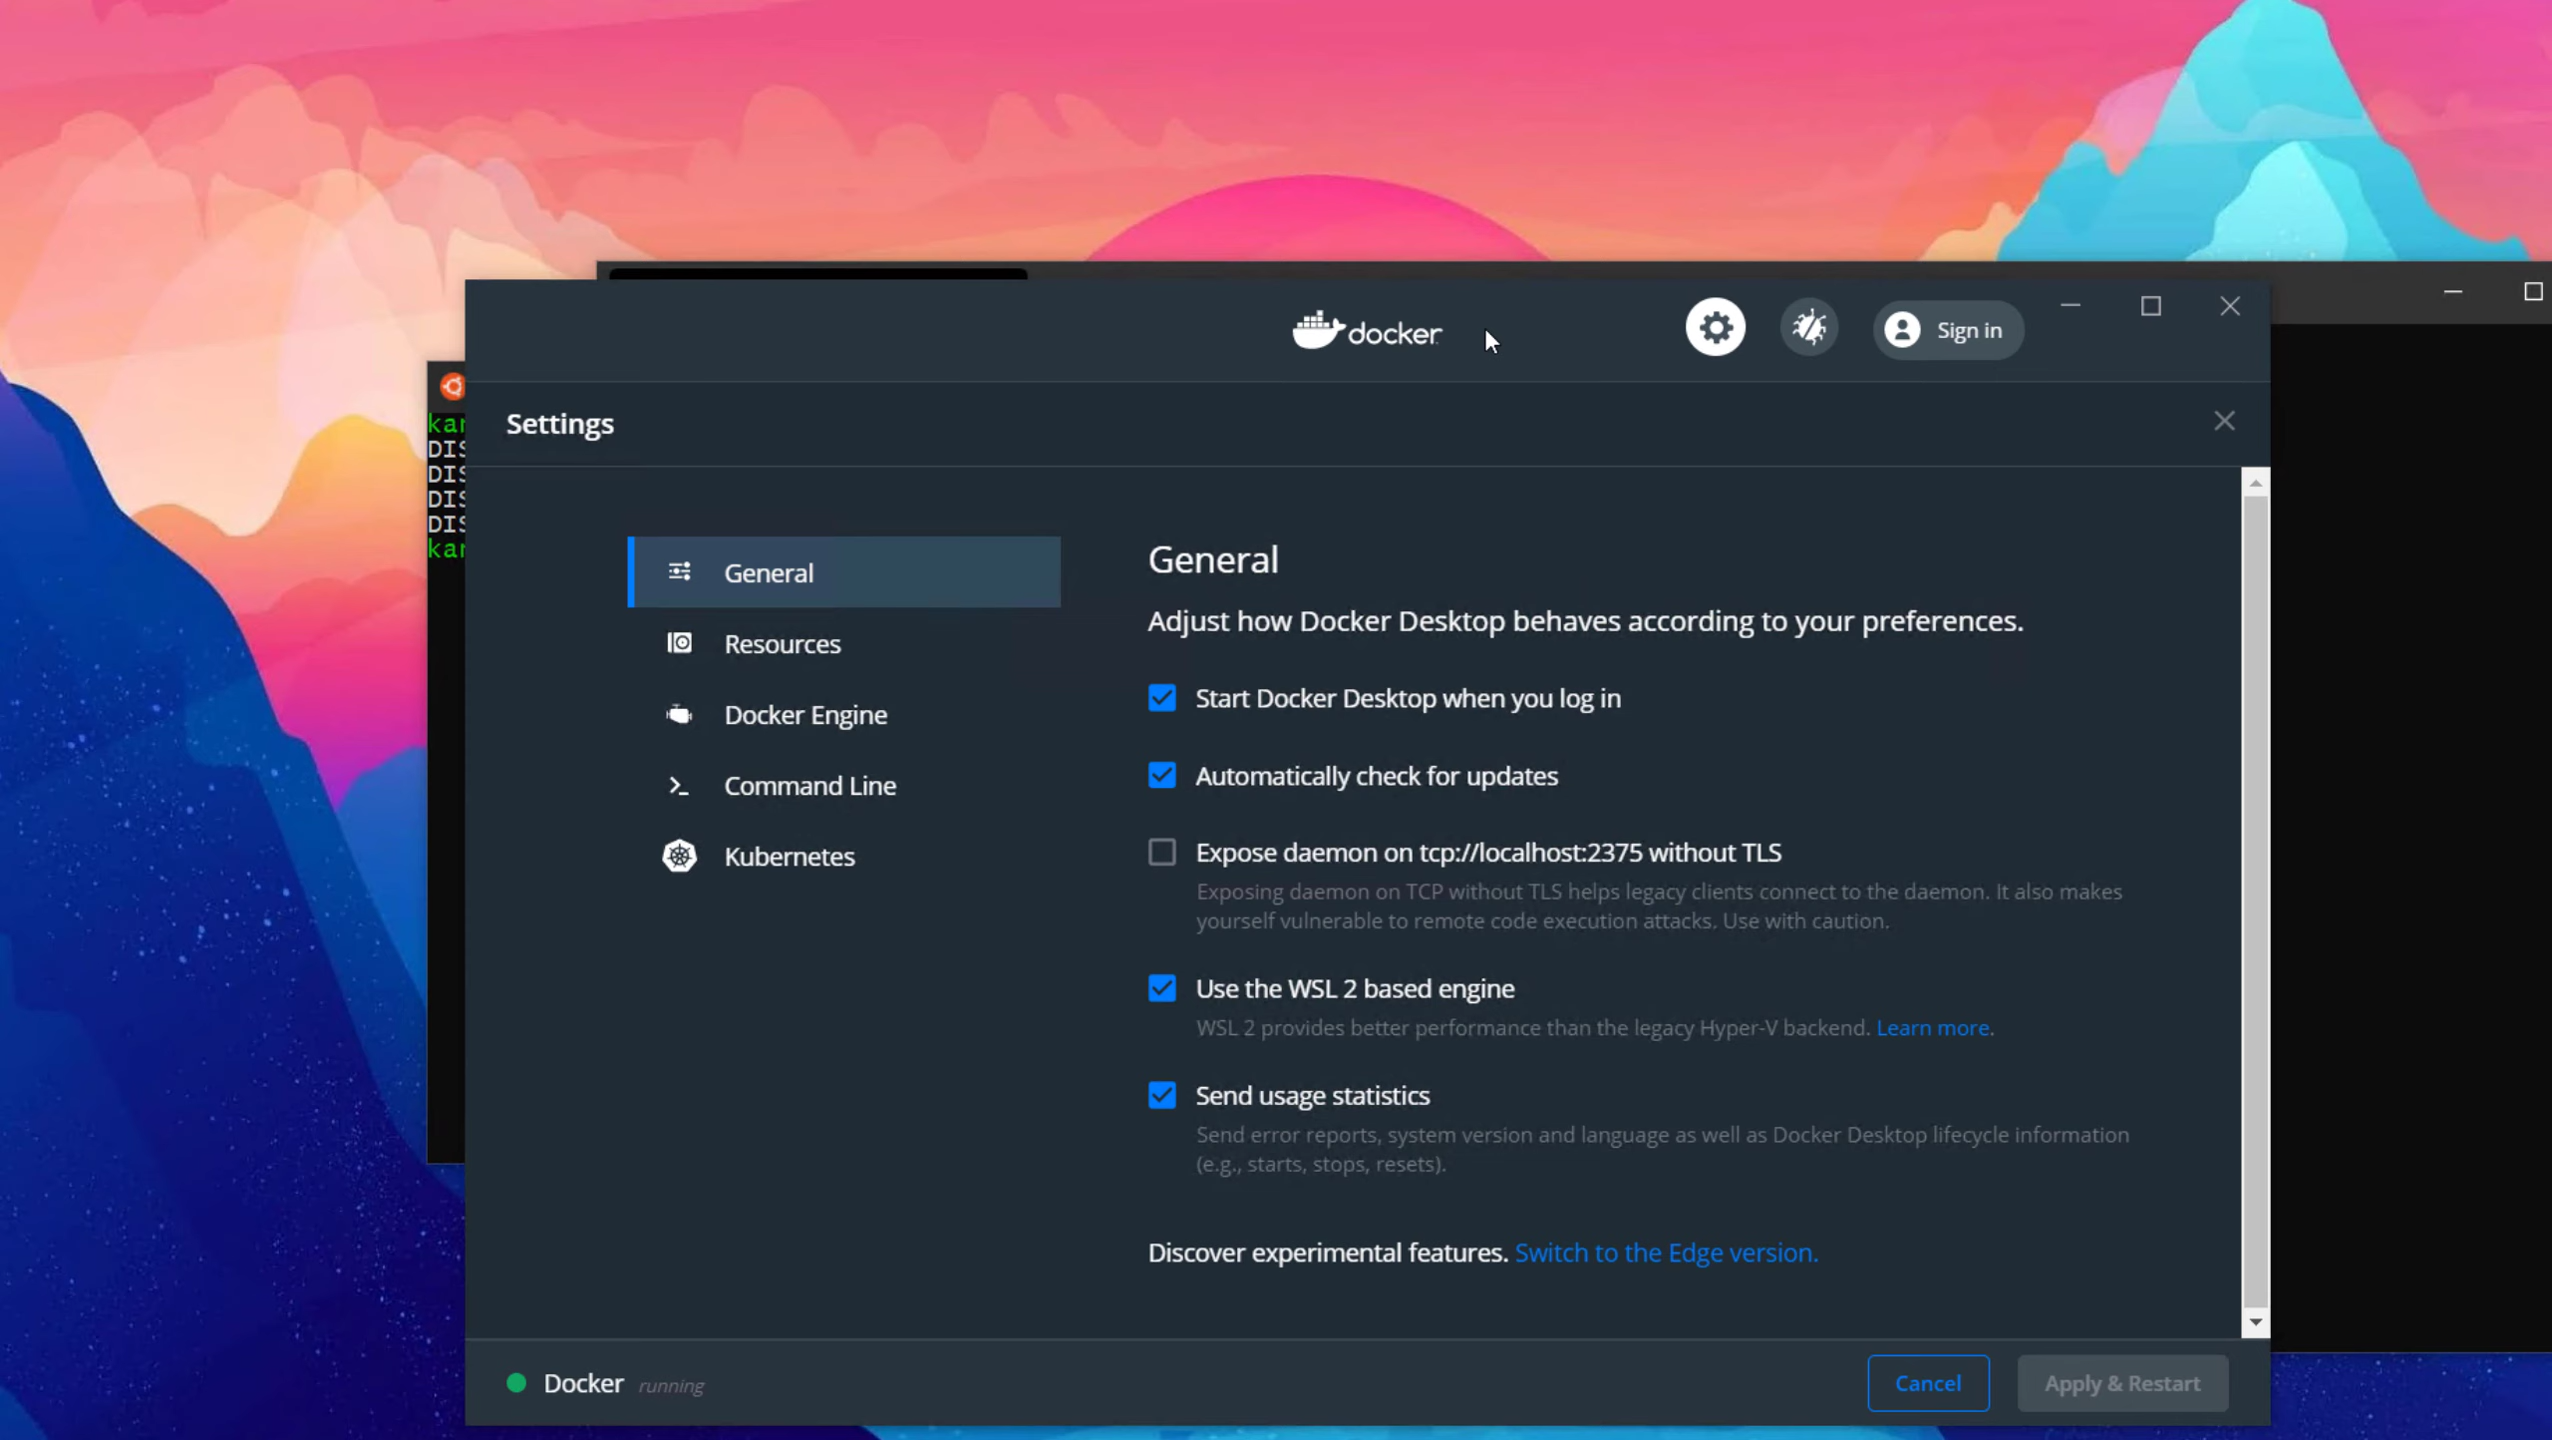 docker
Sign in
Settings
kar
DIS
DIS
DIS
DIS
kar
General
Resources
Docker Engine
Command Line
Kubernetes
General
Adjust how Docker Desktop behaves according to your preferences.
Start Docker Desktop when you log in
Automatically check for updates
Expose daemon on tcp://localhost:2375 without TLS
Exposing daemon on TCP without TLS helps legacy clients connect to the daemon. It also makes
yourself vulnerable to remote code execution attacks. Use with caution.
Use the WSL 2 based engine
WSL 2 provides better performance than the legacy Hyper-V backend. Learn more.
Send usage statistics
Send error reports, system version and language as well as Docker Desktop lifecycle information
(e.g., starts, stops, resets).
Discover experimental features. Switch to the Edge version.
Docker running
Cancel
Apply & Restart